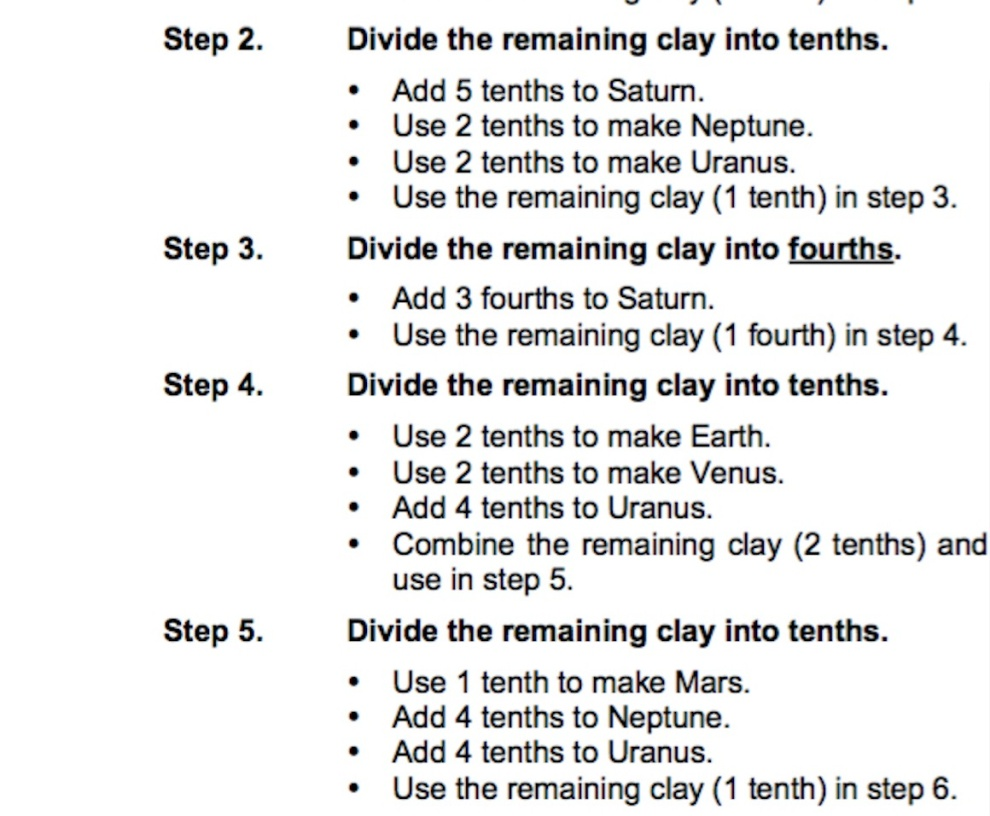 Step 2. Divide the remaining clay into tenths.
• Add 5 tenths to Saturn.
• Use 2 tenths to make Neptune.
• Use 2 tenths to make Uranus.
• Use the remaining clay (1 tenth) in step 3.
Step 3. Divide the remaining clay into fourths.
• Add 3 fourths to Saturn.
• Use the remaining clay (1 fourth) in step 4.
Step 4. Divide the remaining clay into tenths.
• Use 2 tenths to make Earth.
• Use 2 tenths to make Venus.
• Add 4 tenths to Uranus.
• Combine the remaining clay (2 tenths) and
use in step 5.
Step 5. Divide the remaining clay into tenths.
• Use 1 tenth to make Mars.
• Add 4 tenths to Neptune.
• Add 4 tenths to Uranus.
• Use the remaining clay (1 tenth) in step 6.